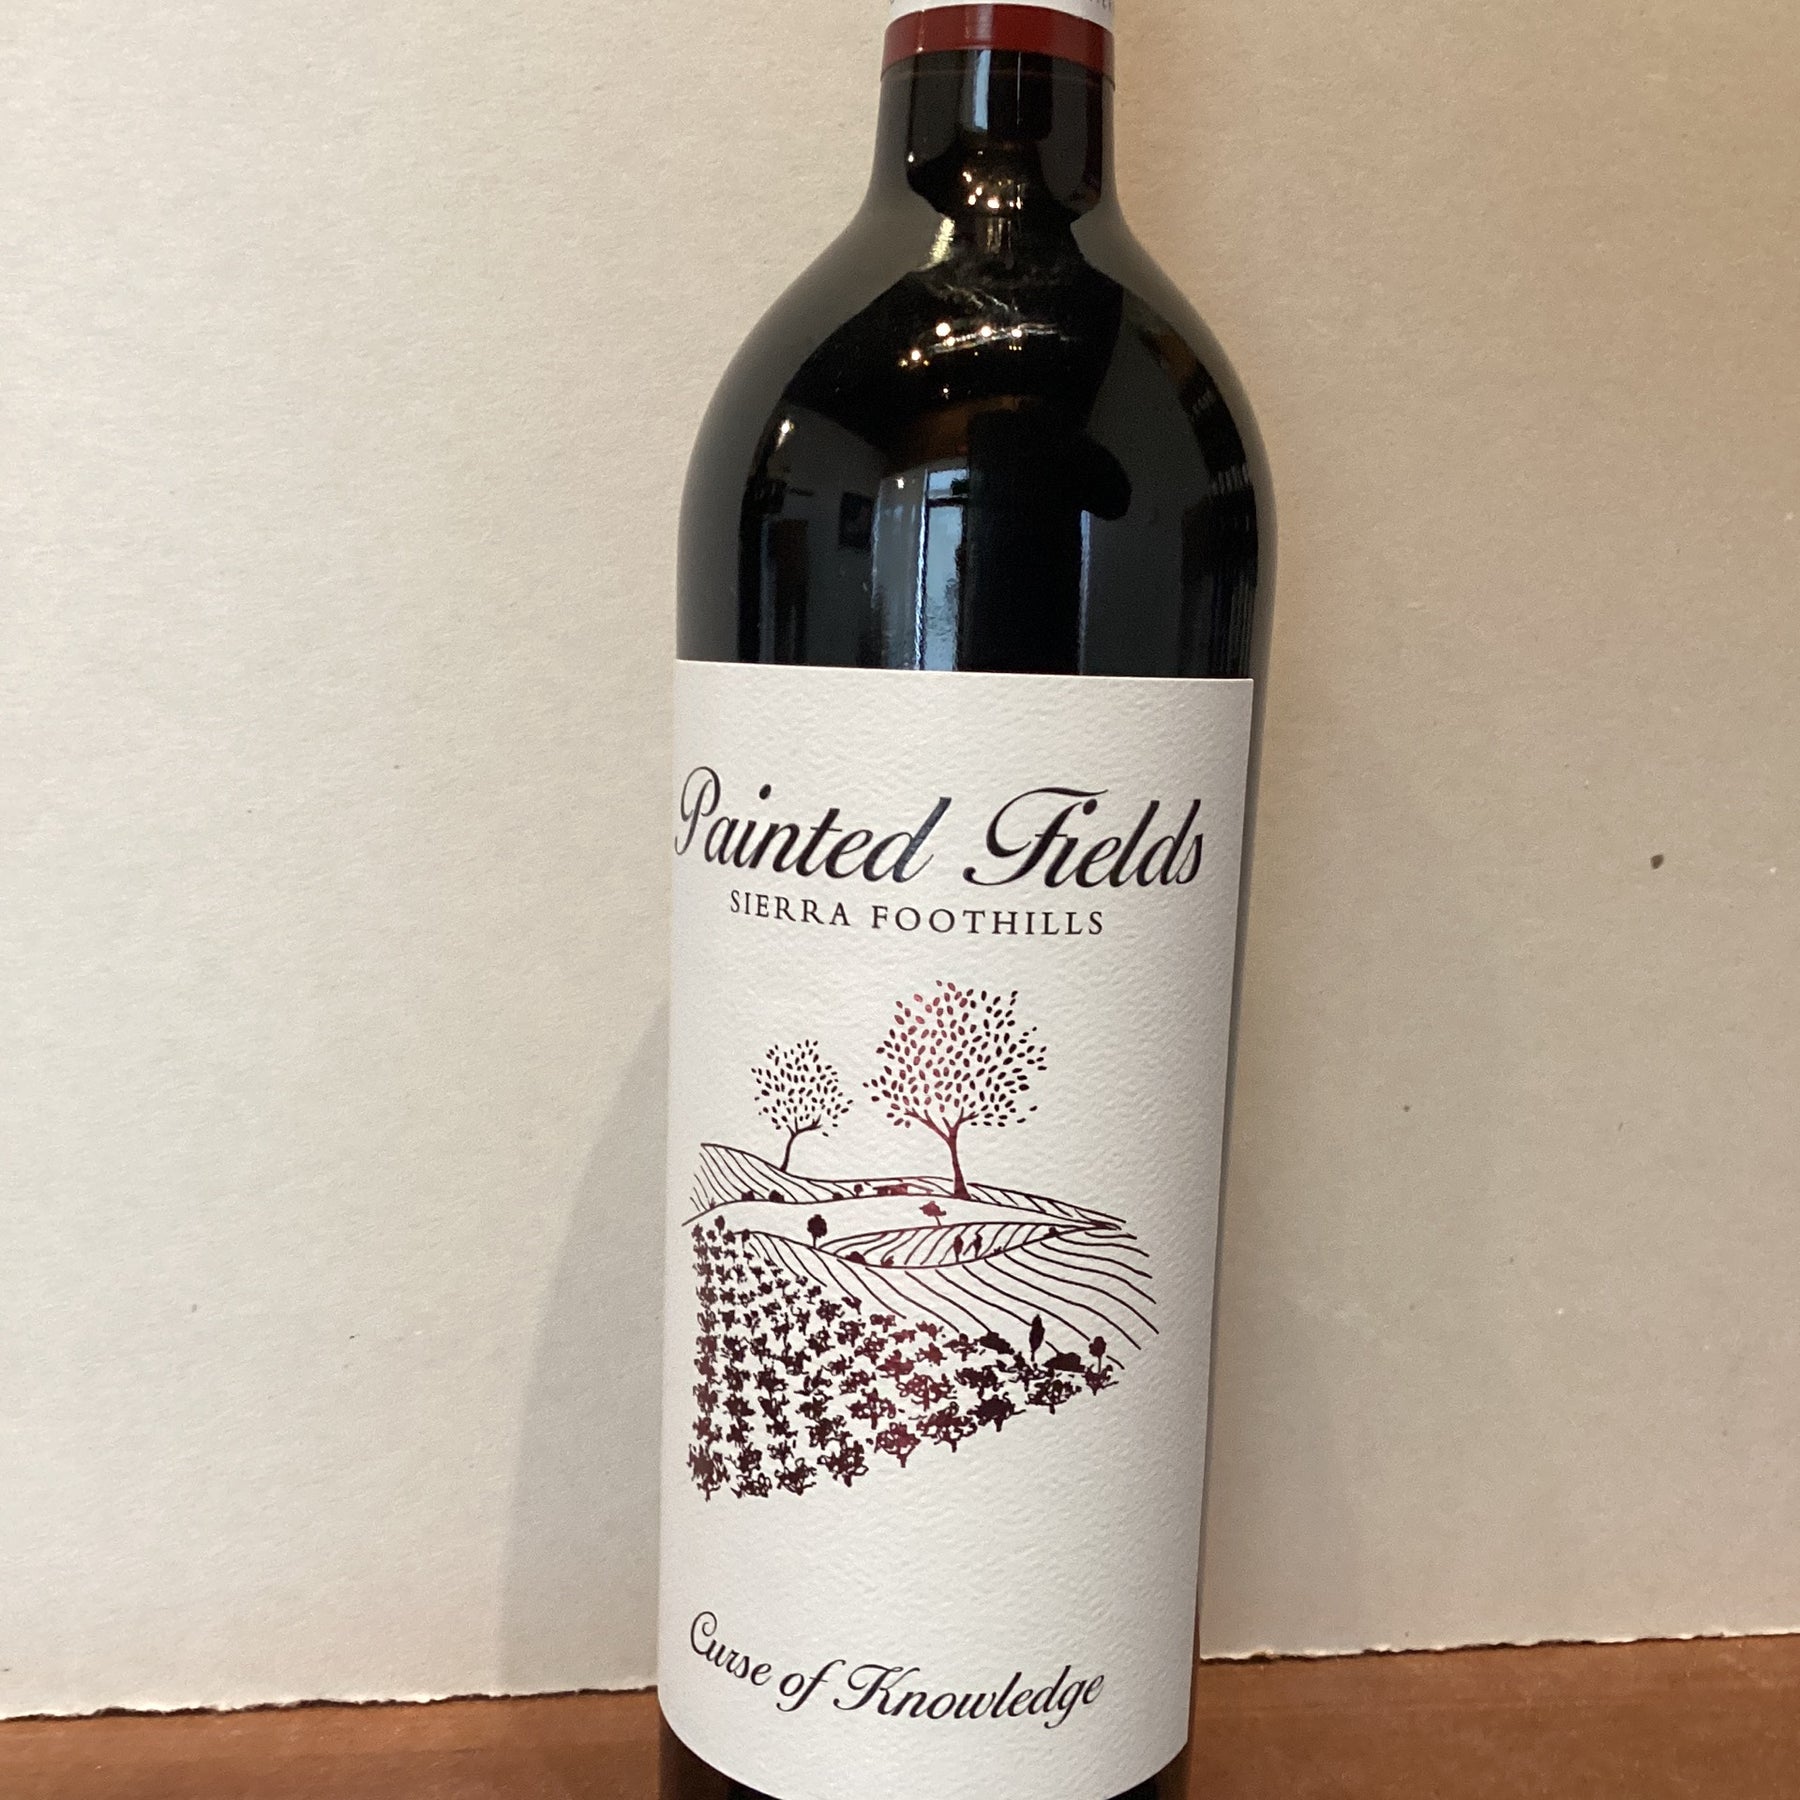 Painted Fields
SIERRA FOOTHILLS
Curse of Knowledge